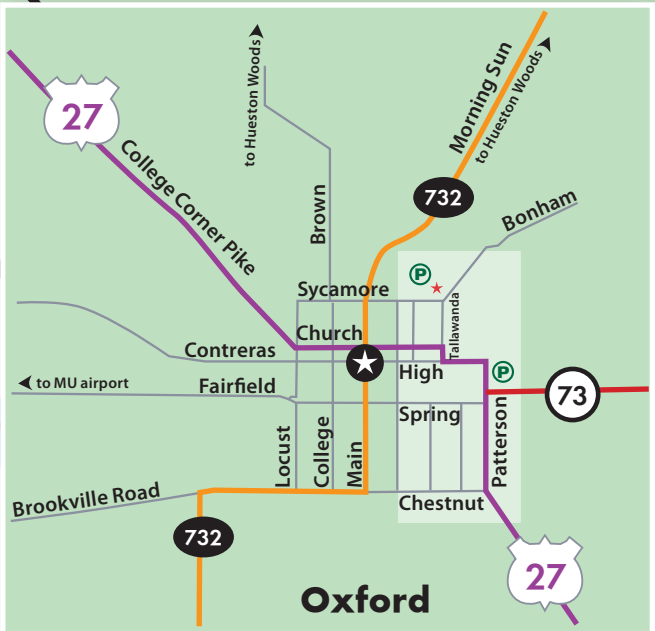 to Hueston Woods
27
College Corner Pike
Morning Sun
to Hueston Woods
732
Brown
Bonham
P
Sycamore
Tallawanda
Church
Contreras
High
P
to MU airport
Fairfield
73
Spring
Locust
College
Main
Patterson
Brookville Road
Chestnut
732
27
Oxford